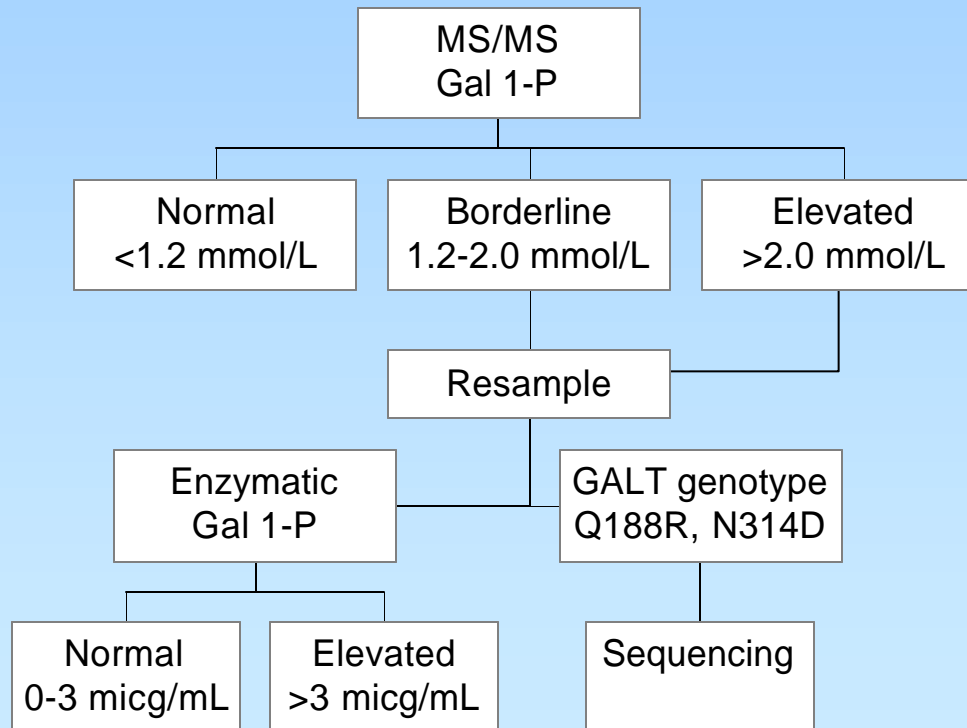 MS/MS
Gal 1-P
Normal
<1.2 mmol/L
Borderline
1.2-2.0 mmol/L
Elevated
>2.0 mmol/L
Resample
Enzymatic
Gal 1-P
GALT genotype
Q188R, N314D
Normal
0-3 micg/mL
Elevated
>3 micg/mL
Sequencing